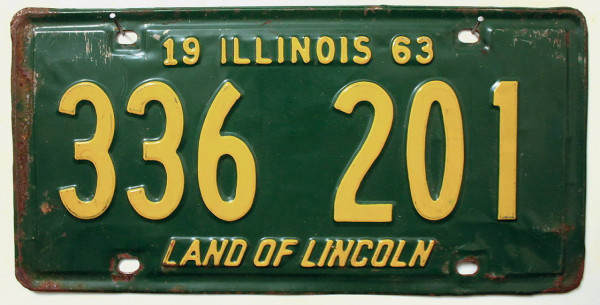 19 ILLINOIS 63
336 201
LAND OF LINCOLN